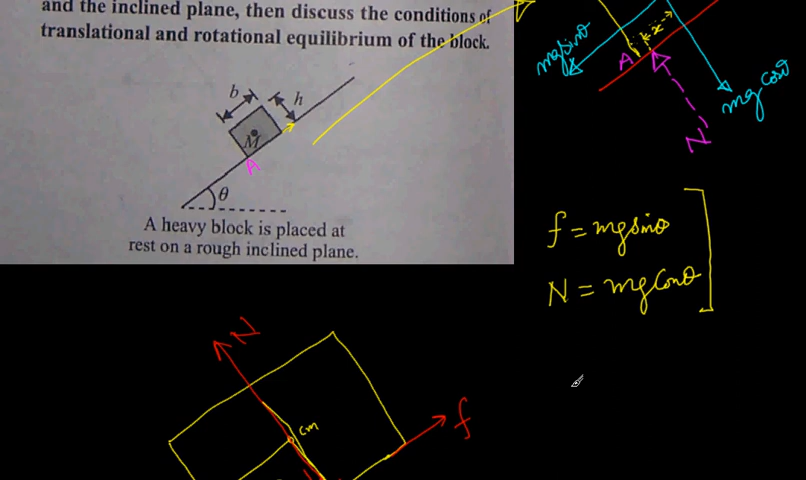 and the inclined plane, then discuss the conditions of
translational and rotational equilibrium of the block.
b
h
M
A
θ
A heavy block is placed at
rest on a rough inclined plane.
mg sinθ
A
x
mg cosθ
N
f = mg sinθ
N = mg cosθ
N
cm
f